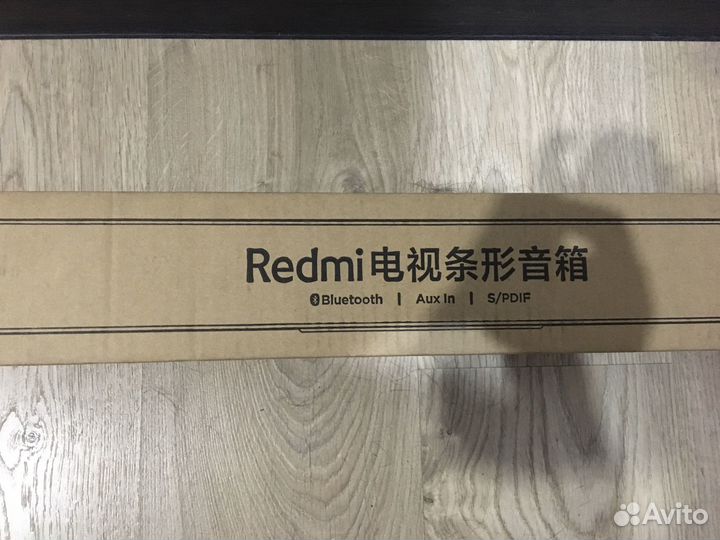 Redmi电视条形音箱
Bluetooth | Aux In | S/PDIF
Avito